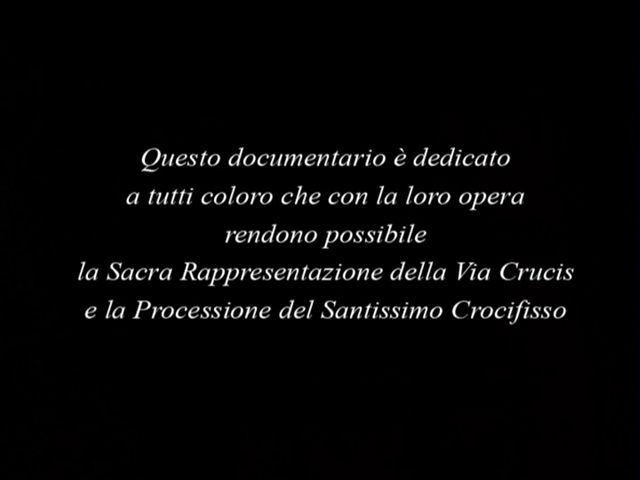 Questo documentario è dedicato
a tutti coloro che con la loro opera
rendono possibile
la Sacra Rappresentazione della Via Crucis
e la Processione del Santissimo Crocifisso